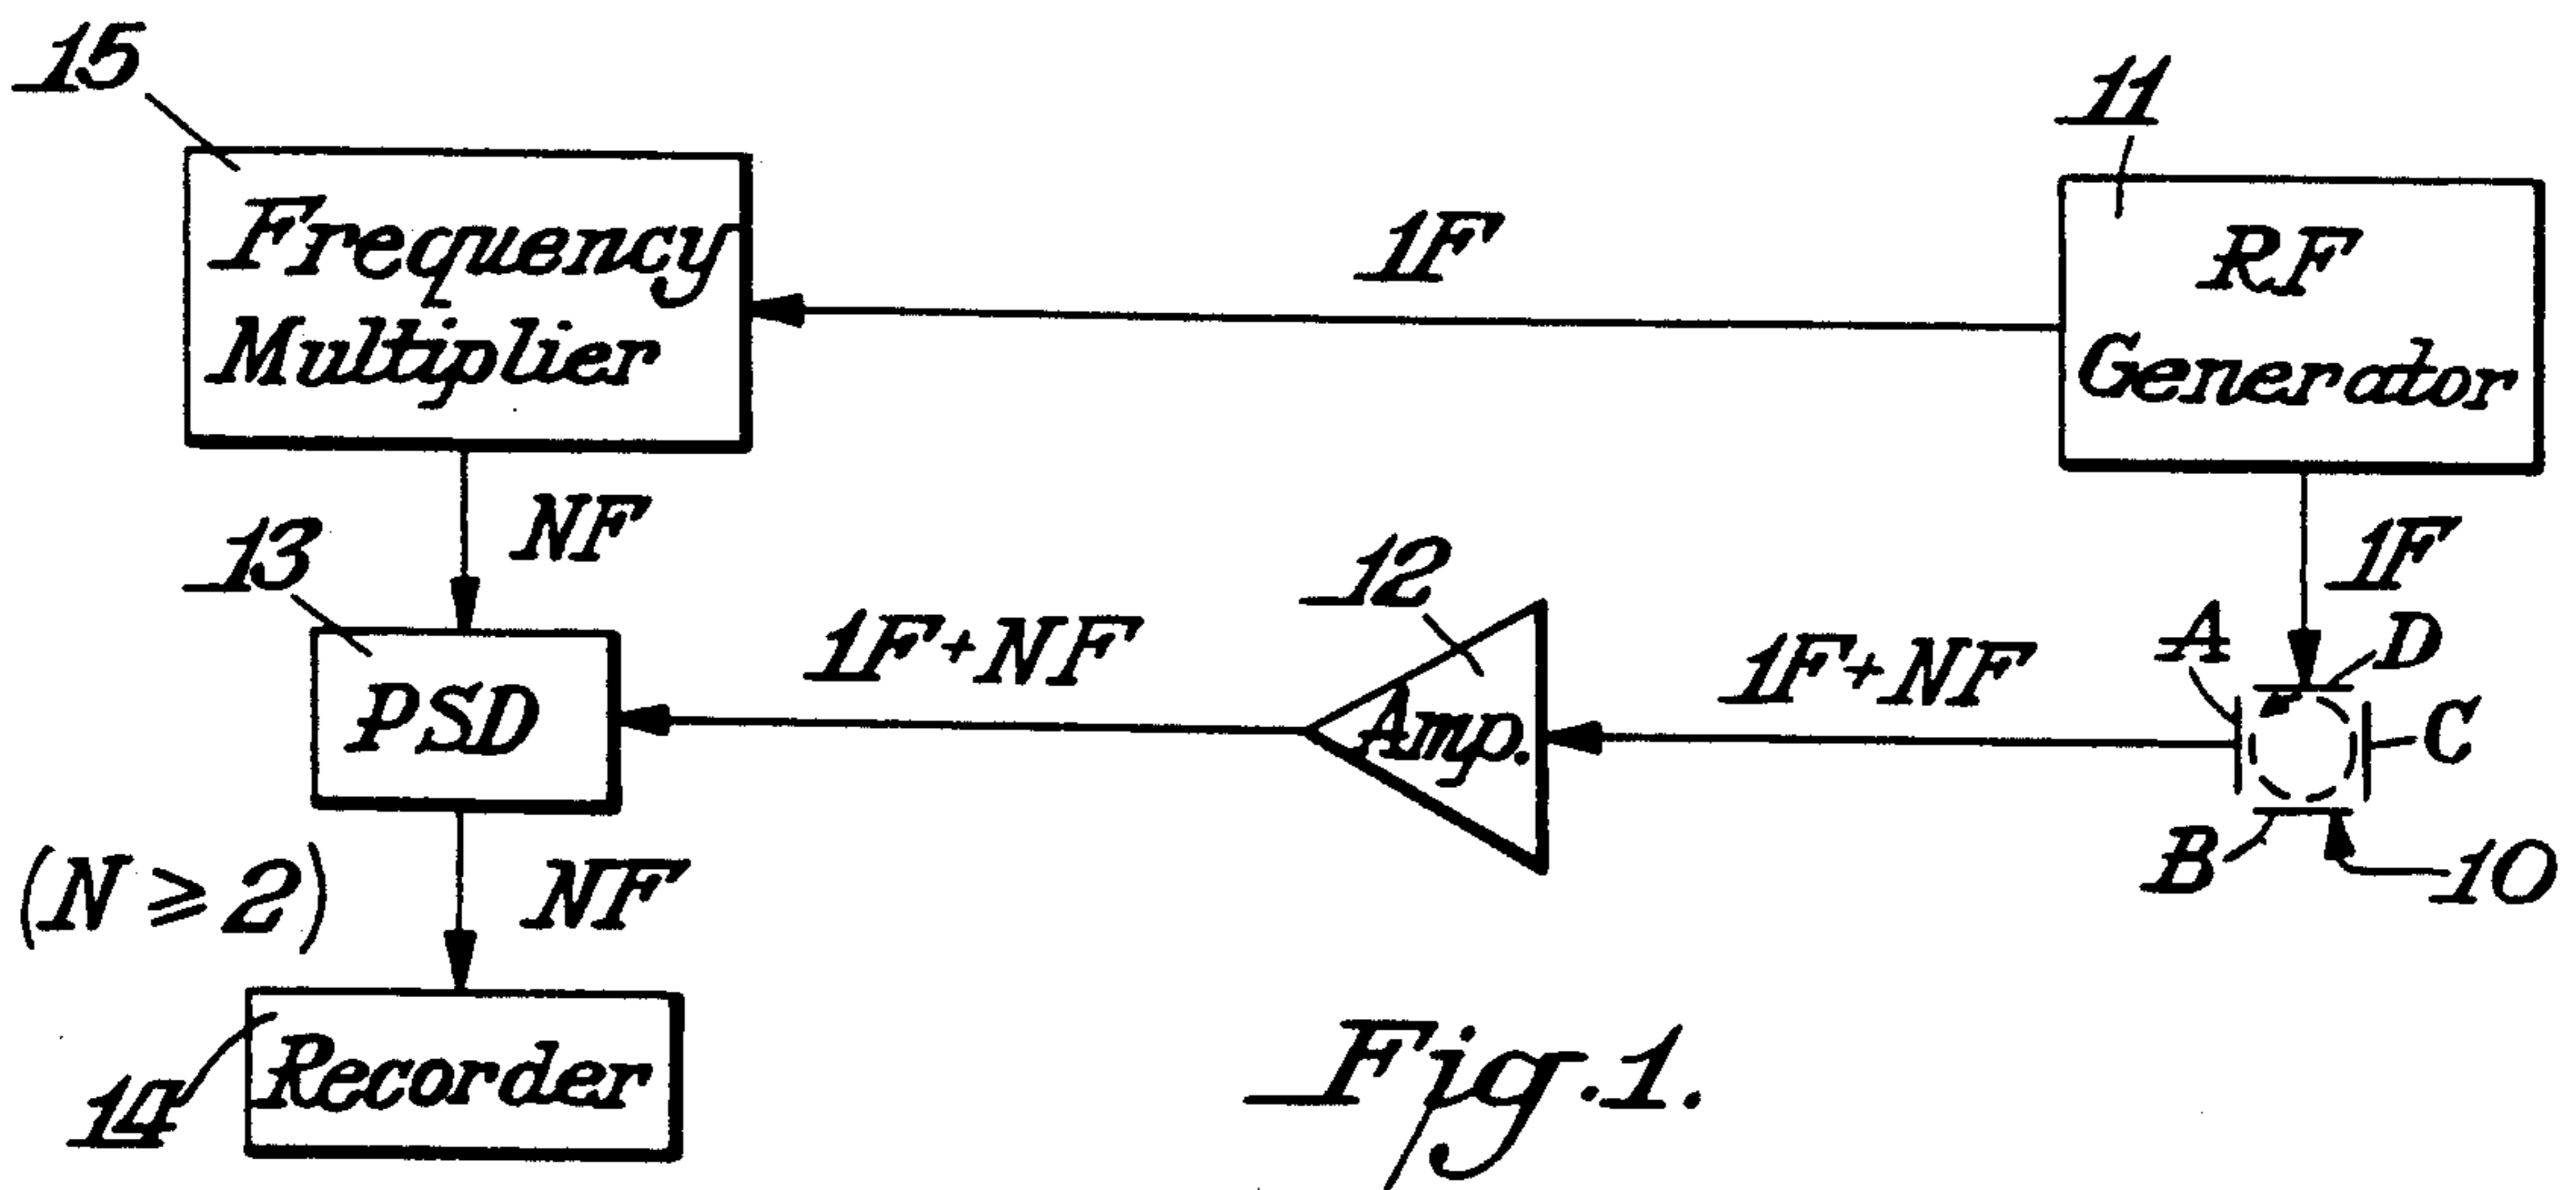 15
11
Frequency
Multiplier
1F
RF
Generator
NF
1F
13
12
A
D
PSD
1F+NF
Amp.
1F+NF
C
B
10
(N ≥ 2)
NF
14
Recorder
Fig.1.